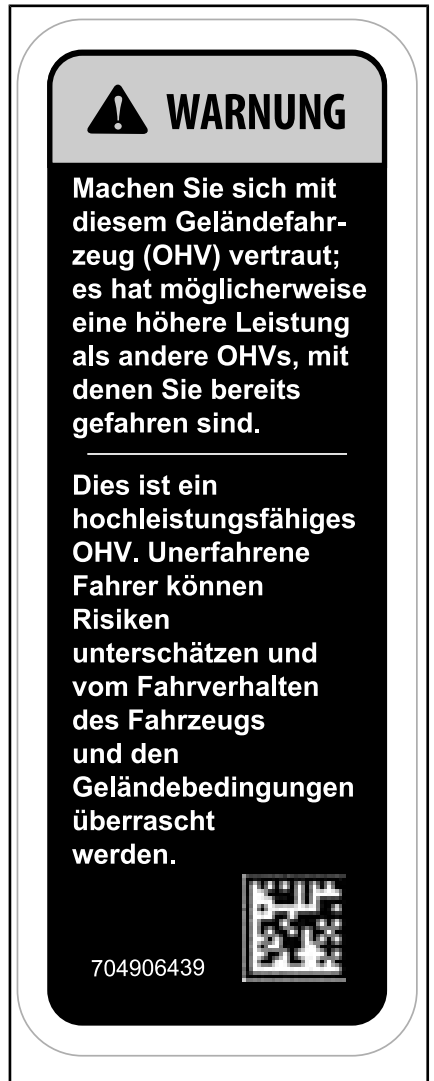 WARNUNG
Machen Sie sich mit
diesem Geländefahr-
zeug (OHV) vertraut;
es hat möglicherweise
eine höhere Leistung
als andere OHVs, mit
denen Sie bereits
gefahren sind.
Dies ist ein
hochleistungsfähiges
OHV. Unerfahrene
Fahrer können
Risiken
unterschätzen und
vom Fahrverhalten
des Fahrzeugs
und den
Geländebedingungen
überrascht
werden.
704906439